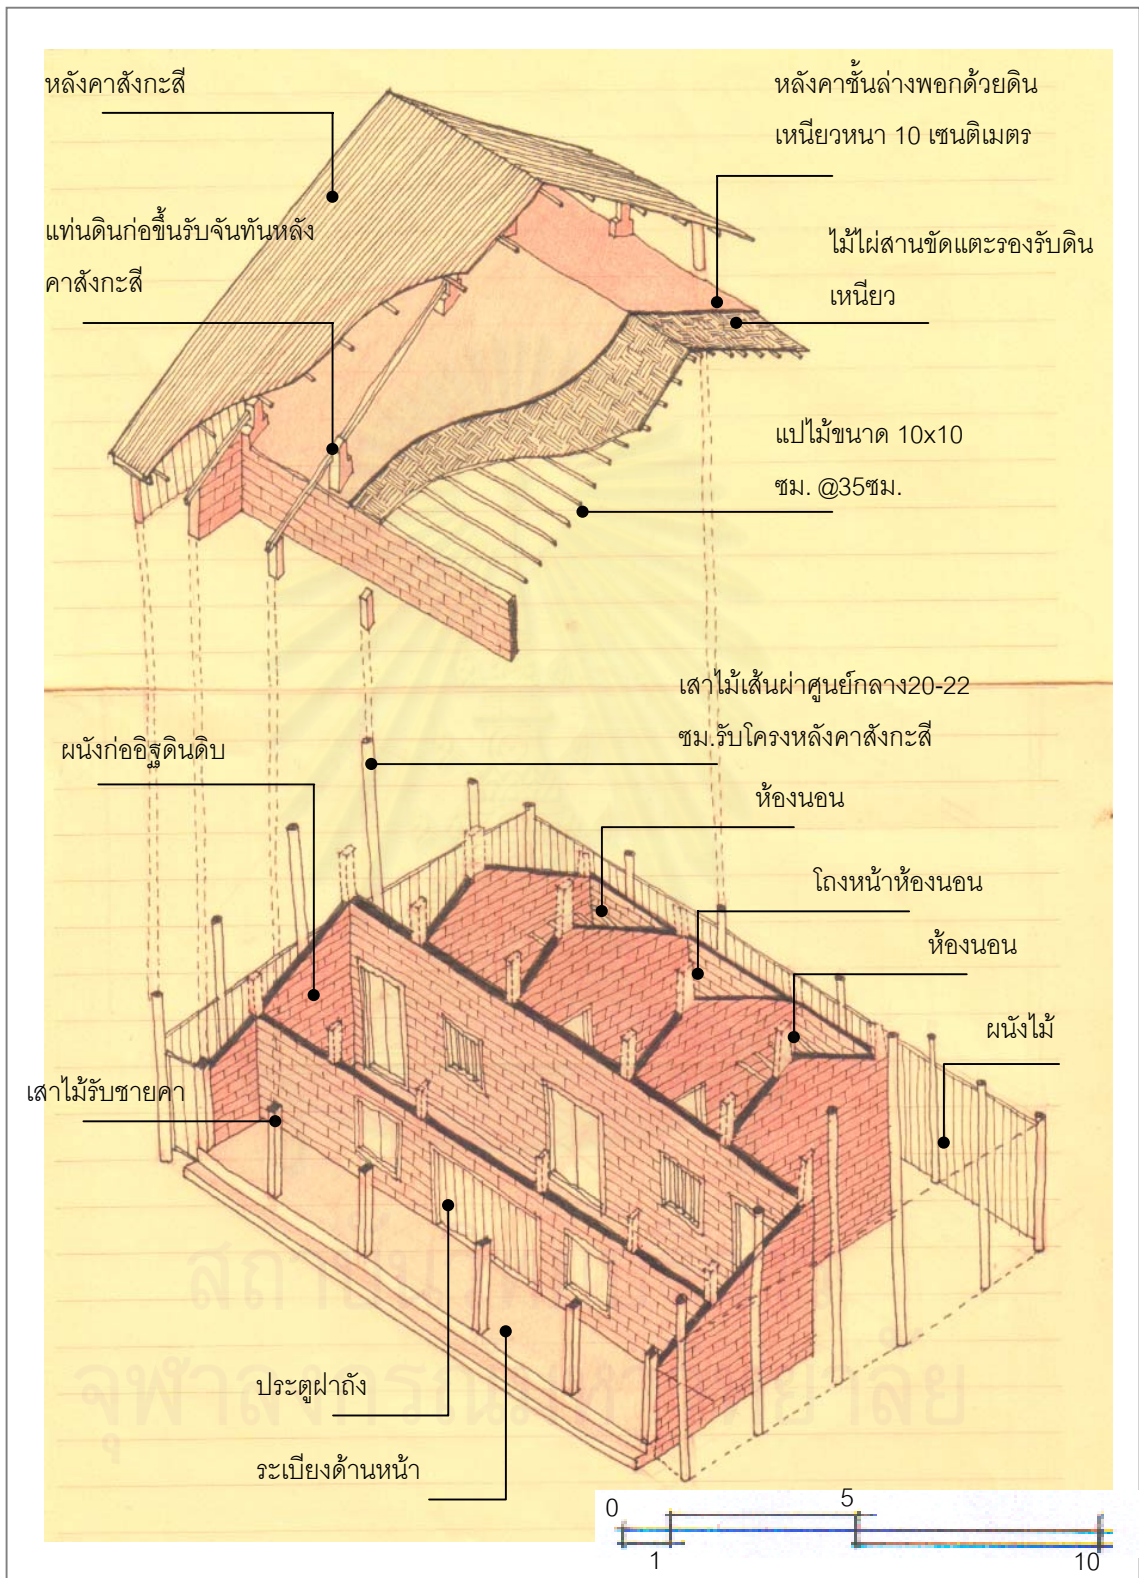 หลังคาสังกะสี
หลังคาชั้นล่างพอกด้วยดิน
เหนียวหนา 10 เซนติเมตร
แท่นดินก่อขึ้นรับจันทันหลัง
คาสังกะสี
ไม้ไผ่สานขัดแตะรองรับดิน
เหนียว
แปไม้ขนาด 10x10
ซม. @35ซม.
เสาไม้เส้นผ่าศูนย์กลาง20-22
ซม.รับโครงหลังคาสังกะสี
ผนังก่ออิฐดินดิบ
ห้องนอน
โถงหน้าห้องนอน
ห้องนอน
ผนังไม้
เสาไม้รับชายคา
ประตูฝาถัง
ระเบียงด้านหน้า
0
5
1
10